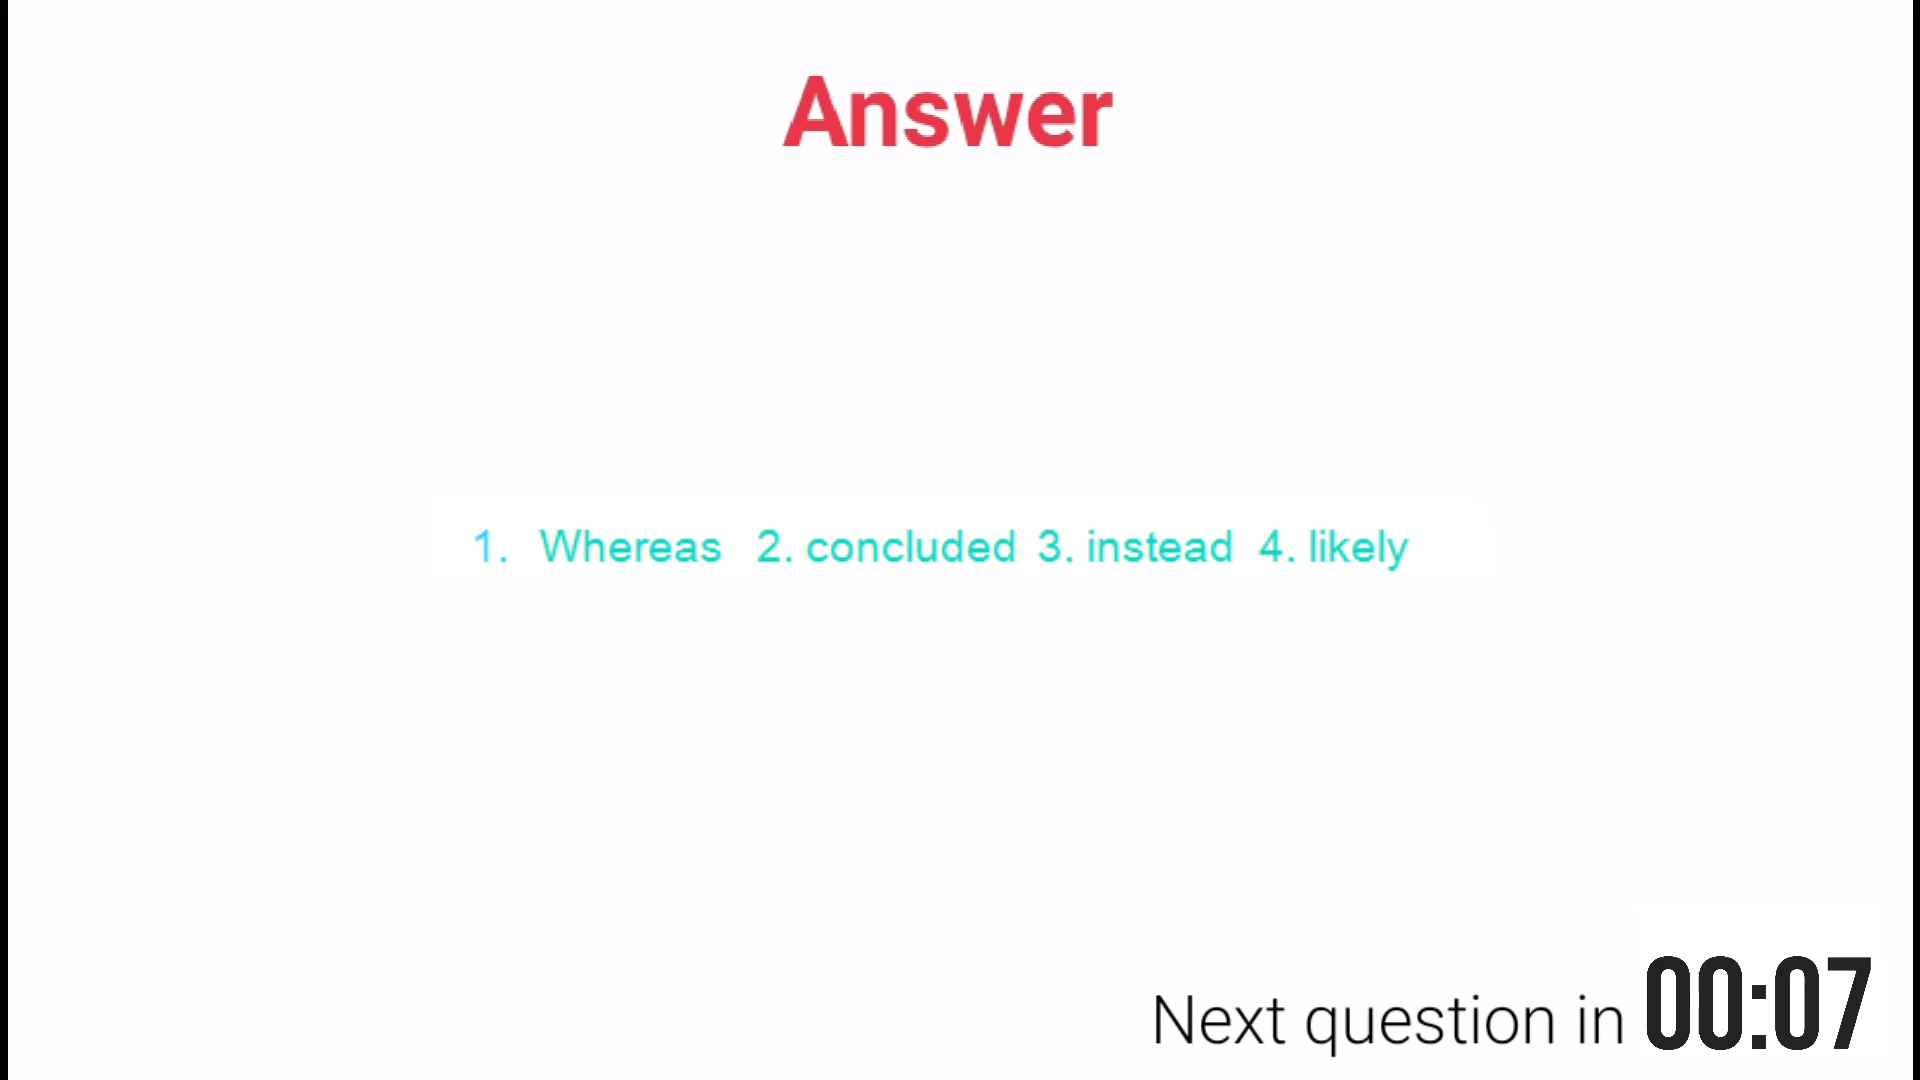 Answer
1. Whereas 2. concluded 3. instead 4. likely
Next question in 00:07